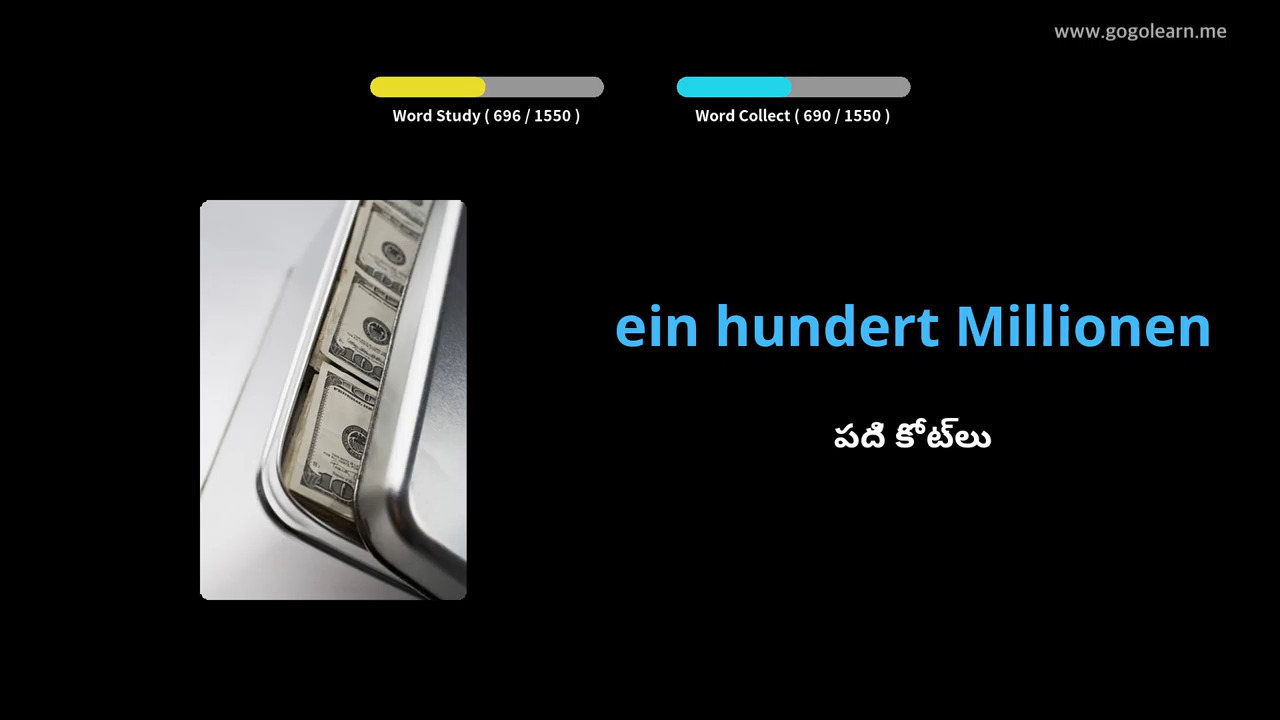 www.gogolearn.me
Word Study ( 696 / 1550 )
Word Collect ( 690 / 1550 )
ein hundert Millionen
పది కోట్‌లు